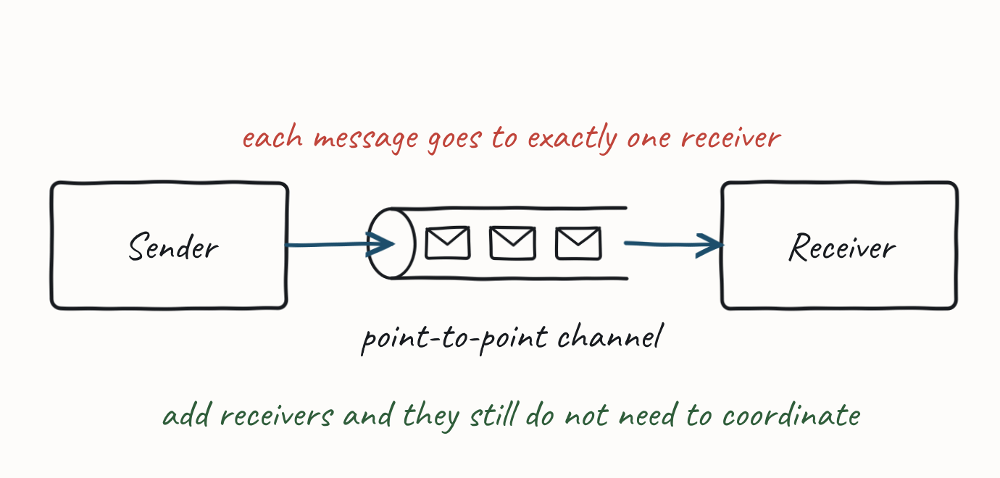 each message goes to exactly one receiver
Sender
Receiver
point-to-point channel
add receivers and they still do not need to coordinate